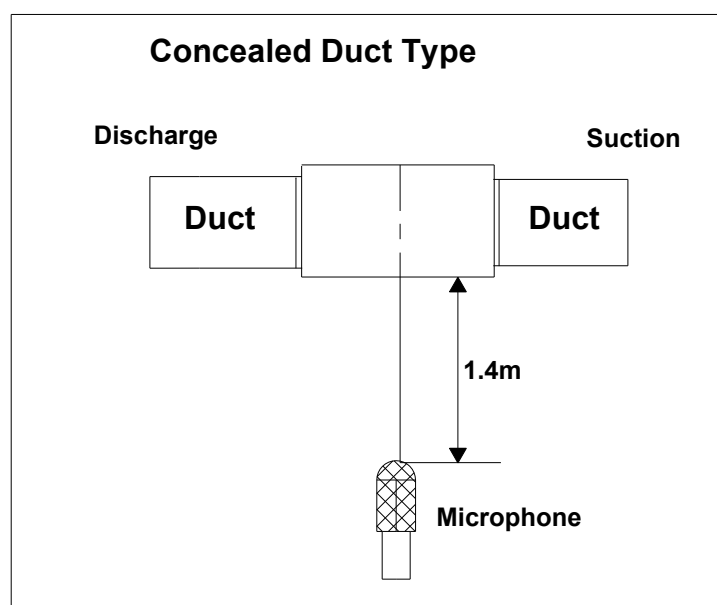 Concealed Duct Type
Discharge
Suction
Duct
Duct
1.4m
Microphone